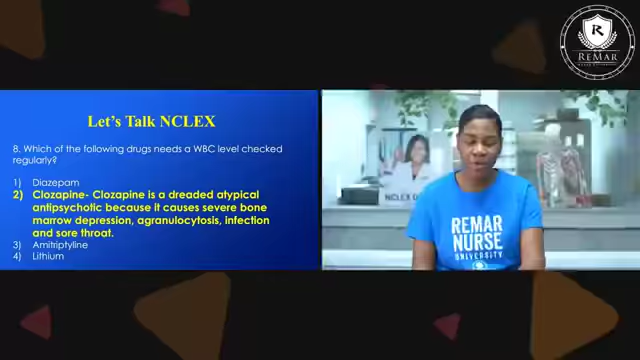 Let's Talk NCLEX
8. Which of the following drugs needs a WBC level checked
regularly?
1) Diazepam
2) Clozapine- Clozapine is a dreaded atypical
antipsychotic because it causes severe bone
marrow depression, agranulocytosis, infection
and sore throat.
3) Amitriptyline
4) Lithium
R
REMAR
NCLEX
REMAR
NURSE
UNIVERSITY